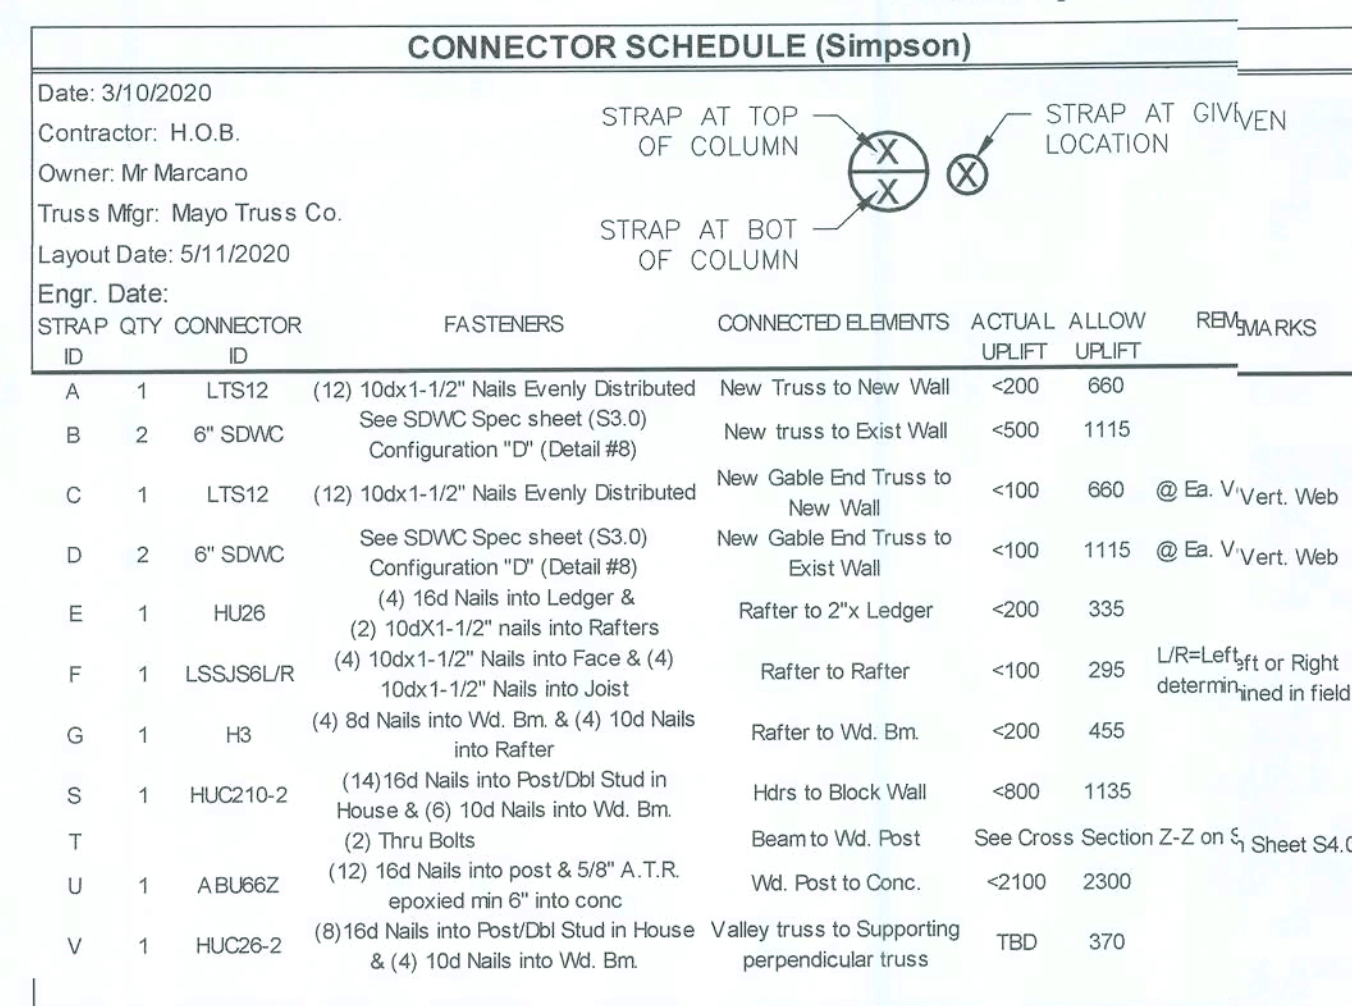 CONNECTOR SCHEDULE (Simpson)
Date: 3/10/2020
Contractor: H.O.B.
Owner: Mr Marcano
Truss Mfgr: Mayo Truss Co.
Layout Date: 5/11/2020
Engr. Date:
STRAP AT TOP
OF COLUMN
STRAP AT BOT
OF COLUMN
STRAP AT GIVEN
LOCATION
STRAP ID QTY CONNECTOR ID FASTENERS CONNECTED ELEMENTS ACTUAL UPLIFT ALLOW UPLIFT REMARKS
A 1 LTS12 (12) 10dx1-1/2" Nails Evenly Distributed New Truss to New Wall <200 660
B 2 6" SDWC See SDWC Spec sheet (S3.0) Configuration "D" (Detail #8) New truss to Exist Wall <500 1115
C 1 LTS12 (12) 10dx1-1/2" Nails Evenly Distributed New Gable End Truss to New Wall <100 660 @ Ea. Vert. Web
D 2 6" SDWC See SDWC Spec sheet (S3.0) Configuration "D" (Detail #8) New Gable End Truss to Exist Wall <100 1115 @ Ea. Vert. Web
E 1 HU26 (4) 16d Nails into Ledger & (2) 10dX1-1/2" nails into Rafters Rafter to 2"x Ledger <200 335
F 1 LSSJS6L/R (4) 10dx1-1/2" Nails into Face & (4) 10dx1-1/2" Nails into Joist Rafter to Rafter <100 295 L/R=Left or Right determined in field
G 1 H3 (4) 8d Nails into Wd. Bm. & (4) 10d Nails into Rafter Rafter to Wd. Bm. <200 455
S 1 HUC210-2 (14)16d Nails into Post/Dbl Stud in House & (6) 10d Nails into Wd. Bm. Hdrs to Block Wall <800 1135
T (2) Thru Bolts Beam to Wd. Post See Cross Section Z-Z on Sheet S4.0
U 1 ABU66Z (12) 16d Nails into post & 5/8" A.T.R. epoxied min 6" into conc Wd. Post to Conc. <2100 2300
V 1 HUC26-2 (8)16d Nails into Post/Dbl Stud in House & (4) 10d Nails into Wd. Bm. Valley truss to Supporting perpendicular truss TBD 370
X
X
X